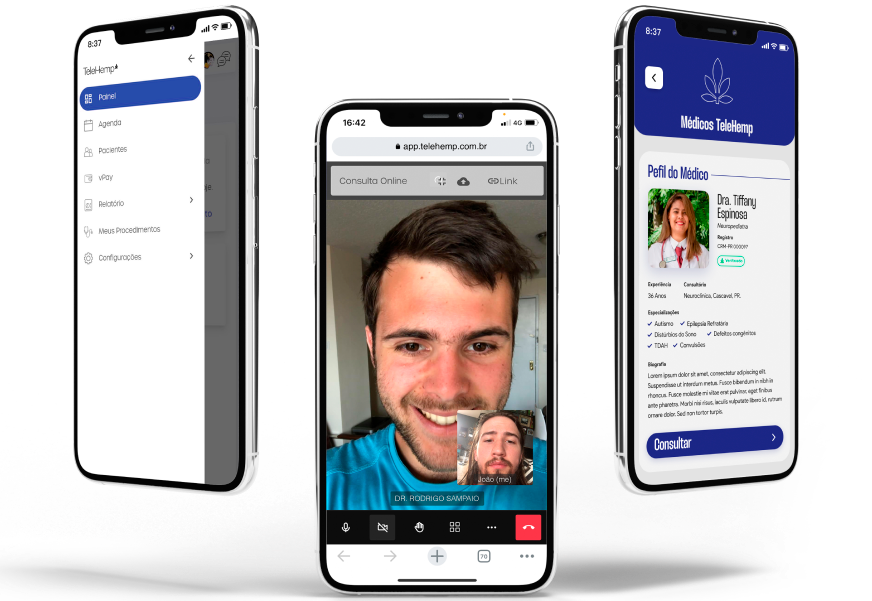 8:37
TeleHemp*
Painel
Agenda
Pacientes
vPay
Relatório
Meus Procedimentos
Configurações
16:42
4G
app.telehemp.com.br
Consulta Online
Link
João (me)
DR. RODRIGO SAMPAIO
70
8:37
Médicos TeleHemp
Pefil do Médico
Dra. Tiffany
Espinosa
Neuropediatra
Registro
CRM-PR 000017
Verificado
Experiência Consultório
36 Anos Neuroclínica, Cascavel, PR.
Especializações
Autismo Epilepsia Refratária
Distúrbios do Sono Defeitos congênitos
TDAH Convulsões
Biografia
Lorem ipsum dolor sit amet, consectetur adipiscing elit.
Suspendisse ut interdum metus. Fusce bibendum in nibh in
rhoncus. Fusce molestie mi vitae erat pulvinar, eget finibus
ante pharetra. Morbi nisi risus, iaculis vulputate libero id, rutrum
ornare dolor. Sed non tortor turpis.
Consultar